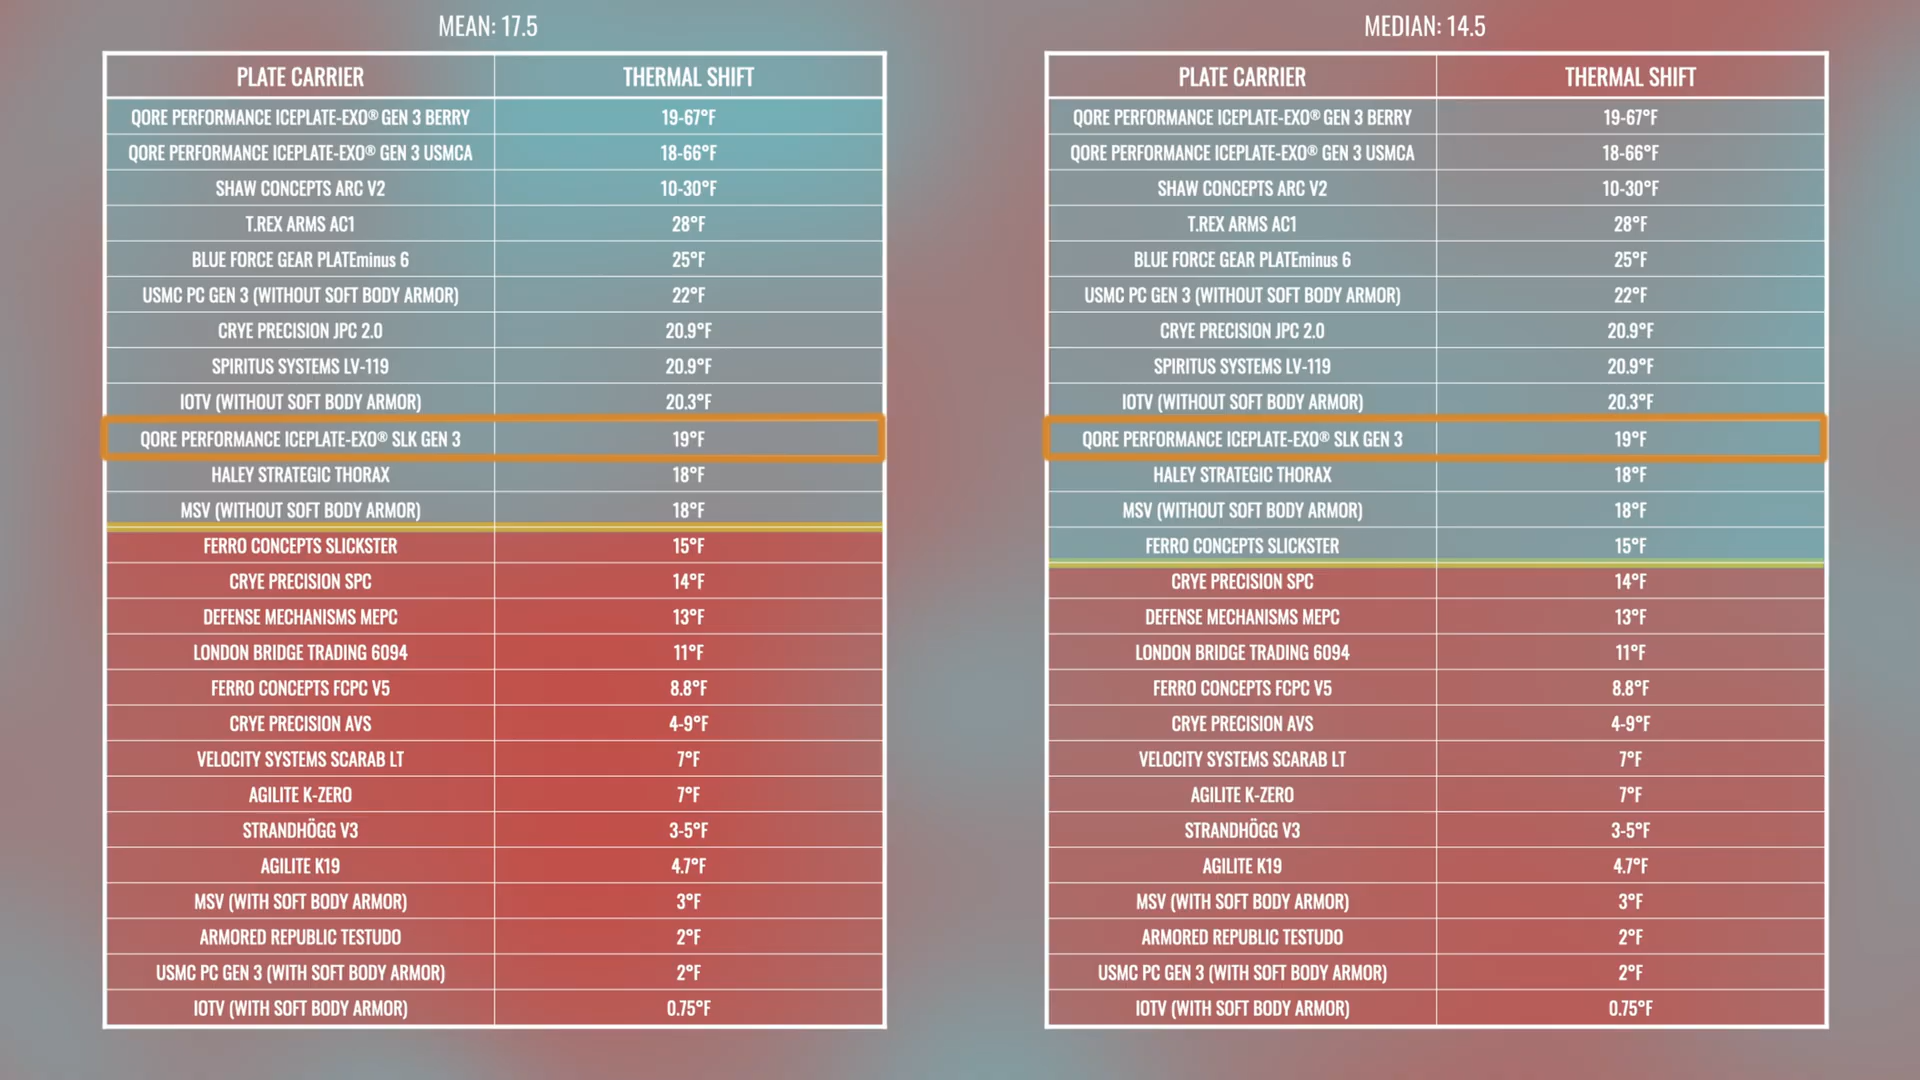 MEAN: 17.5
PLATE CARRIER THERMAL SHIFT
QORE PERFORMANCE ICEPLATE-EXO® GEN 3 BERRY 19-67°F
QORE PERFORMANCE ICEPLATE-EXO® GEN 3 USMCA 18-66°F
SHAW CONCEPTS ARC V2 10-30°F
T.REX ARMS AC1 28°F
BLUE FORCE GEAR PLATEminus 6 25°F
USMC PC GEN 3 (WITHOUT SOFT BODY ARMOR) 22°F
CRYE PRECISION JPC 2.0 20.9°F
SPIRITUS SYSTEMS LV-119 20.9°F
IOTV (WITHOUT SOFT BODY ARMOR) 20.3°F
QORE PERFORMANCE ICEPLATE-EXO® SLK GEN 3 19°F
HALEY STRATEGIC THORAX 18°F
MSV (WITHOUT SOFT BODY ARMOR) 18°F
FERRO CONCEPTS SLICKSTER 15°F
CRYE PRECISION SPC 14°F
DEFENSE MECHANISMS MEPC 13°F
LONDON BRIDGE TRADING 6094 11°F
FERRO CONCEPTS FCPC V5 8.8°F
CRYE PRECISION AVS 4-9°F
VELOCITY SYSTEMS SCARAB LT 7°F
AGILITE K-ZERO 7°F
STRANDHÖGG V3 3-5°F
AGILITE K19 4.7°F
MSV (WITH SOFT BODY ARMOR) 3°F
ARMORED REPUBLIC TESTUDO 2°F
USMC PC GEN 3 (WITH SOFT BODY ARMOR) 2°F
IOTV (WITH SOFT BODY ARMOR) 0.75°F
MEDIAN: 14.5
PLATE CARRIER THERMAL SHIFT
QORE PERFORMANCE ICEPLATE-EXO® GEN 3 BERRY 19-67°F
QORE PERFORMANCE ICEPLATE-EXO® GEN 3 USMCA 18-66°F
SHAW CONCEPTS ARC V2 10-30°F
T.REX ARMS AC1 28°F
BLUE FORCE GEAR PLATEminus 6 25°F
USMC PC GEN 3 (WITHOUT SOFT BODY ARMOR) 22°F
CRYE PRECISION JPC 2.0 20.9°F
SPIRITUS SYSTEMS LV-119 20.9°F
IOTV (WITHOUT SOFT BODY ARMOR) 20.3°F
QORE PERFORMANCE ICEPLATE-EXO® SLK GEN 3 19°F
HALEY STRATEGIC THORAX 18°F
MSV (WITHOUT SOFT BODY ARMOR) 18°F
FERRO CONCEPTS SLICKSTER 15°F
CRYE PRECISION SPC 14°F
DEFENSE MECHANISMS MEPC 13°F
LONDON BRIDGE TRADING 6094 11°F
FERRO CONCEPTS FCPC V5 8.8°F
CRYE PRECISION AVS 4-9°F
VELOCITY SYSTEMS SCARAB LT 7°F
AGILITE K-ZERO 7°F
STRANDHÖGG V3 3-5°F
AGILITE K19 4.7°F
MSV (WITH SOFT BODY ARMOR) 3°F
ARMORED REPUBLIC TESTUDO 2°F
USMC PC GEN 3 (WITH SOFT BODY ARMOR) 2°F
IOTV (WITH SOFT BODY ARMOR) 0.75°F